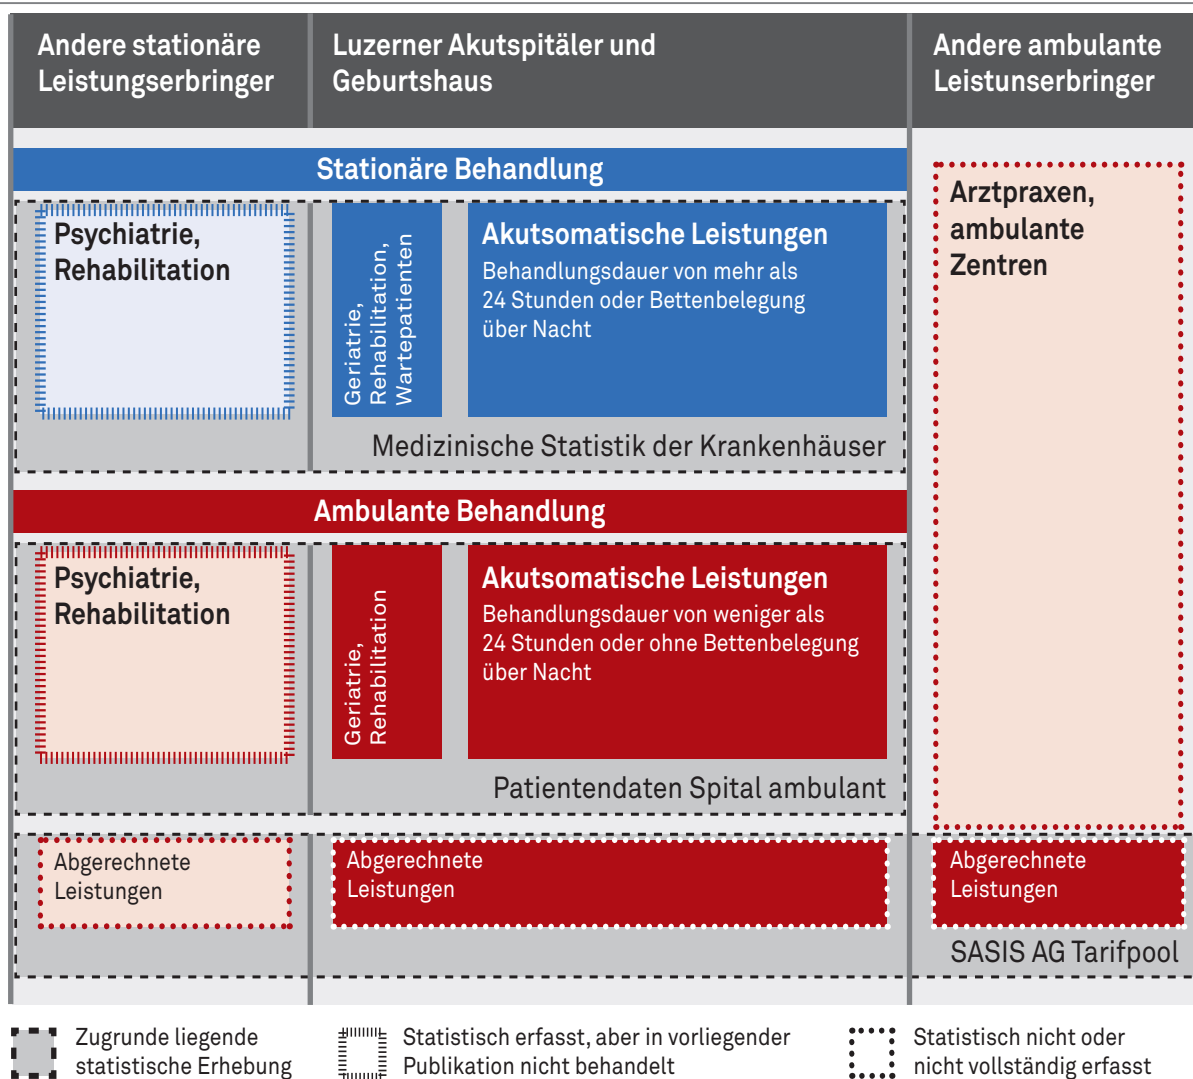 Andere stationäre
Leistungserbringer
Luzerner Akutspitäler und
Geburtshaus
Andere ambulante
Leistunserbringer
Stationäre Behandlung
Psychiatrie,
Rehabilitation
Geriatrie,
Rehabilitation,
Wartepatienten
Akutsomatische Leistungen
Behandlungsdauer von mehr als
24 Stunden oder Bettenbelegung
über Nacht
Medizinische Statistik der Krankenhäuser
Arztpraxen,
ambulante
Zentren
Ambulante Behandlung
Psychiatrie,
Rehabilitation
Geriatrie,
Rehabilitation
Akutsomatische Leistungen
Behandlungsdauer von weniger als
24 Stunden oder ohne Bettenbelegung
über Nacht
Patientendaten Spital ambulant
Abgerechnete
Leistungen
Abgerechnete
Leistungen
Abgerechnete
Leistungen
SASIS AG Tarifpool
Zugrunde liegende
statistische Erhebung
Statistisch erfasst, aber in vorliegender
Publikation nicht behandelt
Statistisch nicht oder
nicht vollständig erfasst